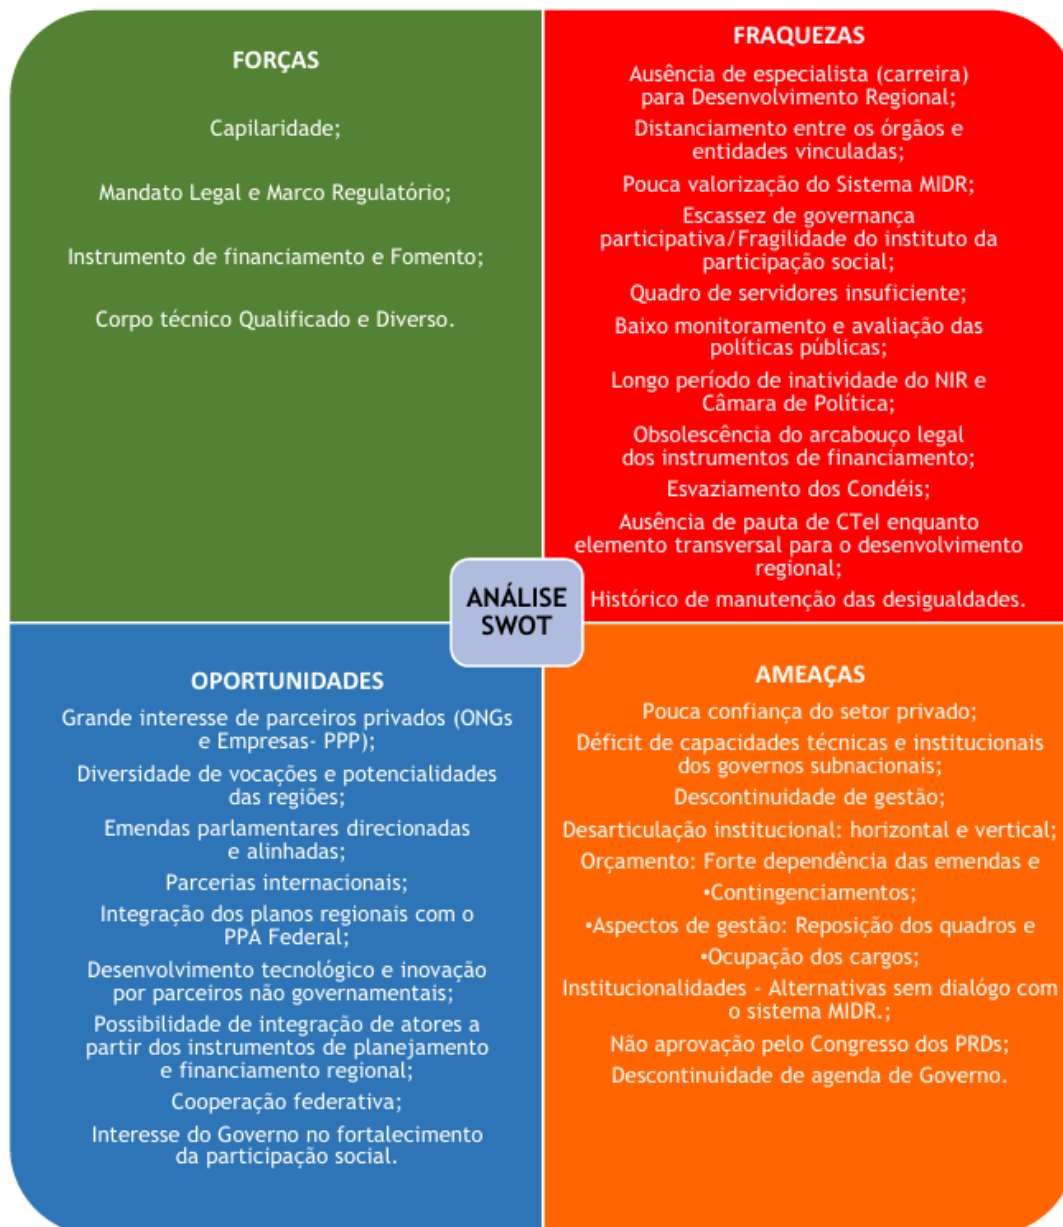 FORÇAS
Capilaridade;
Mandato Legal e Marco Regulatório;
Instrumento de financiamento e Fomento;
Corpo técnico Qualificado e Diverso.
FRAQUEZAS
Ausência de especialista (carreira)
para Desenvolvimento Regional;
Distanciamento entre os órgãos e
entidades vinculadas;
Pouca valorização do Sistema MIDR;
Escassez de governança
participativa/Fragilidade do instituto da
participação social;
Quadro de servidores insuficiente;
Baixo monitoramento e avaliação das
políticas públicas;
Longo período de inatividade do NIR e
Câmara de Política;
Obsolescência do arcabouço legal
dos instrumentos de financiamento;
Esvaziamento dos Condéis;
Ausência de pauta de CTeI enquanto
elemento transversal para o desenvolvimento
regional;
Histórico de manutenção das desigualdades.
ANÁLISE
SWOT
OPORTUNIDADES
Grande interesse de parceiros privados (ONGs
e Empresas- PPP);
Diversidade de vocações e potencialidades
das regiões;
Emendas parlamentares direcionadas
e alinhadas;
Parcerias internacionais;
Integração dos planos regionais com o
PPA Federal;
Desenvolvimento tecnológico e inovação
por parceiros não governamentais;
Possibilidade de integração de atores a
partir dos instrumentos de planejamento
e financiamento regional;
Cooperação federativa;
Interesse do Governo no fortalecimento
da participação social.
AMEAÇAS
Pouca confiança do setor privado;
Déficit de capacidades técnicas e institucionais
dos governos subnacionais;
Descontinuidade de gestão;
Desarticulação institucional: horizontal e vertical;
Orçamento: Forte dependência das emendas e
•Contingenciamentos;
•Aspectos de gestão: Reposição dos quadros e
•Ocupação dos cargos;
Institucionalidades - Alternativas sem dialógo com
o sistema MIDR.;
Não aprovação pelo Congresso dos PRDs;
Descontinuidade de agenda de Governo.